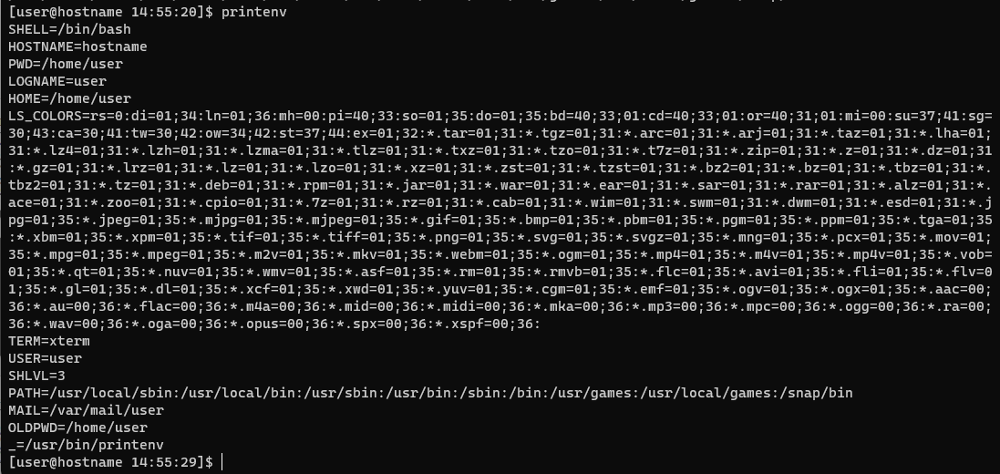 [user@hostname 14:55:20]$ printenv
SHELL=/bin/bash
HOSTNAME=hostname
PWD=/home/user
LOGNAME=user
HOME=/home/user
LS_COLORS=rs=0:di=01;34:ln=01;36:mh=00:pi=40;33:so=01;35:do=01;35:bd=40;33;01:cd=40;33;01:or=40;31;01:mi=00:su=37;41:sg=
30;43:ca=30;41:tw=30;42:ow=34;42:st=37;44:ex=01;32:*.tar=01;31:*.tgz=01;31:*.arc=01;31:*.arj=01;31:*.taz=01;31:*.lha=01;
31:*.lz4=01;31:*.lzh=01;31:*.lzma=01;31:*.tlz=01;31:*.txz=01;31:*.tzo=01;31:*.t7z=01;31:*.zip=01;31:*.z=01;31:*.dz=01;31
:*.gz=01;31:*.lrz=01;31:*.lz=01;31:*.lzo=01;31:*.xz=01;31:*.zst=01;31:*.tzst=01;31:*.bz2=01;31:*.bz=01;31:*.tbz=01;31:*.
tbz2=01;31:*.tz=01;31:*.deb=01;31:*.rpm=01;31:*.jar=01;31:*.war=01;31:*.ear=01;31:*.sar=01;31:*.rar=01;31:*.alz=01;31:*.
ace=01;31:*.zoo=01;31:*.cpio=01;31:*.7z=01;31:*.rz=01;31:*.cab=01;31:*.wim=01;31:*.swm=01;31:*.dwm=01;31:*.esd=01;31:*.j
pg=01;35:*.jpeg=01;35:*.mjpg=01;35:*.mjpeg=01;35:*.gif=01;35:*.bmp=01;35:*.pbm=01;35:*.pgm=01;35:*.ppm=01;35:*.tga=01;35
:*.xbm=01;35:*.xpm=01;35:*.tif=01;35:*.tiff=01;35:*.png=01;35:*.svg=01;35:*.svgz=01;35:*.mng=01;35:*.pcx=01;35:*.mov=01;
35:*.mpg=01;35:*.mpeg=01;35:*.m2v=01;35:*.mkv=01;35:*.webm=01;35:*.ogm=01;35:*.mp4=01;35:*.m4v=01;35:*.mp4v=01;35:*.vob=
01;35:*.qt=01;35:*.nuv=01;35:*.wmv=01;35:*.asf=01;35:*.rm=01;35:*.rmvb=01;35:*.flc=01;35:*.avi=01;35:*.fli=01;35:*.flv=0
1;35:*.gl=01;35:*.dl=01;35:*.xcf=01;35:*.xwd=01;35:*.yuv=01;35:*.cgm=01;35:*.emf=01;35:*.ogv=01;35:*.ogx=01;35:*.aac=00;
36:*.au=00;36:*.flac=00;36:*.m4a=00;36:*.mid=00;36:*.midi=00;36:*.mka=00;36:*.mp3=00;36:*.mpc=00;36:*.ogg=00;36:*.ra=00;
36:*.wav=00;36:*.oga=00;36:*.opus=00;36:*.spx=00;36:*.xspf=00;36:
TERM=xterm
USER=user
SHLVL=3
PATH=/usr/local/sbin:/usr/local/bin:/usr/sbin:/usr/bin:/sbin:/bin:/usr/games:/usr/local/games:/snap/bin
MAIL=/var/mail/user
OLDPWD=/home/user
_=/usr/bin/printenv
[user@hostname 14:55:29]$